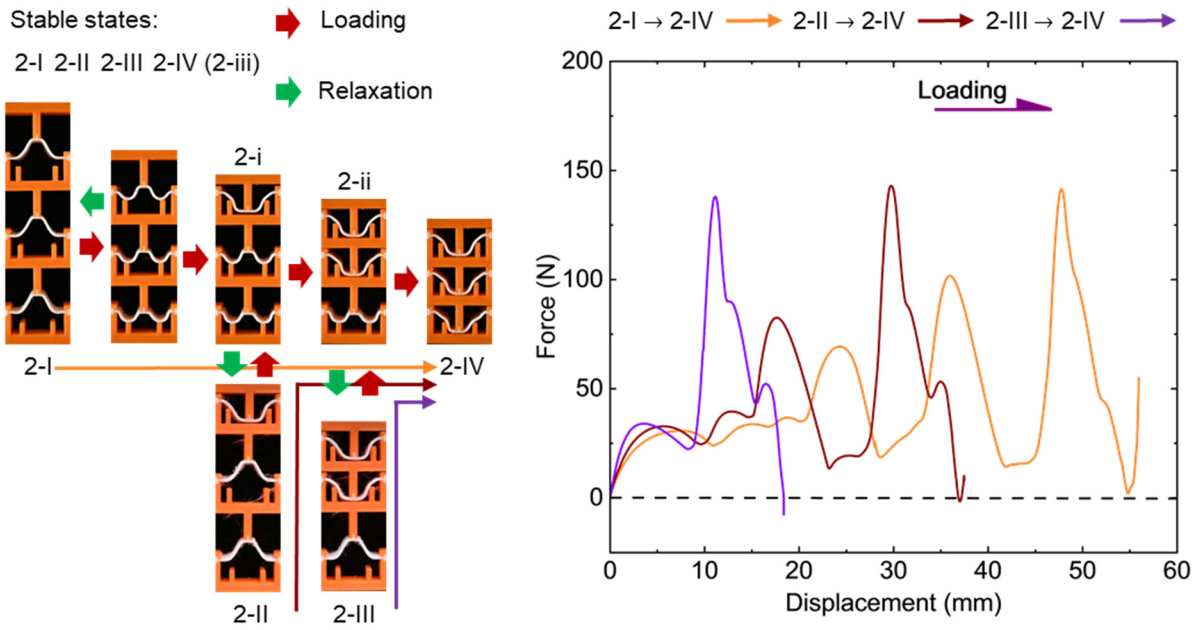 Stable states:
2-I 2-II 2-III 2-IV (2-iii)
Loading
Relaxation
2-i
2-ii
2-I
2-IV
2-II
2-III
2-I → 2-IV
2-II → 2-IV
2-III → 2-IV
Loading
200
150
100
50
0
Force (N)
0 10 20 30 40 50 60
Displacement (mm)